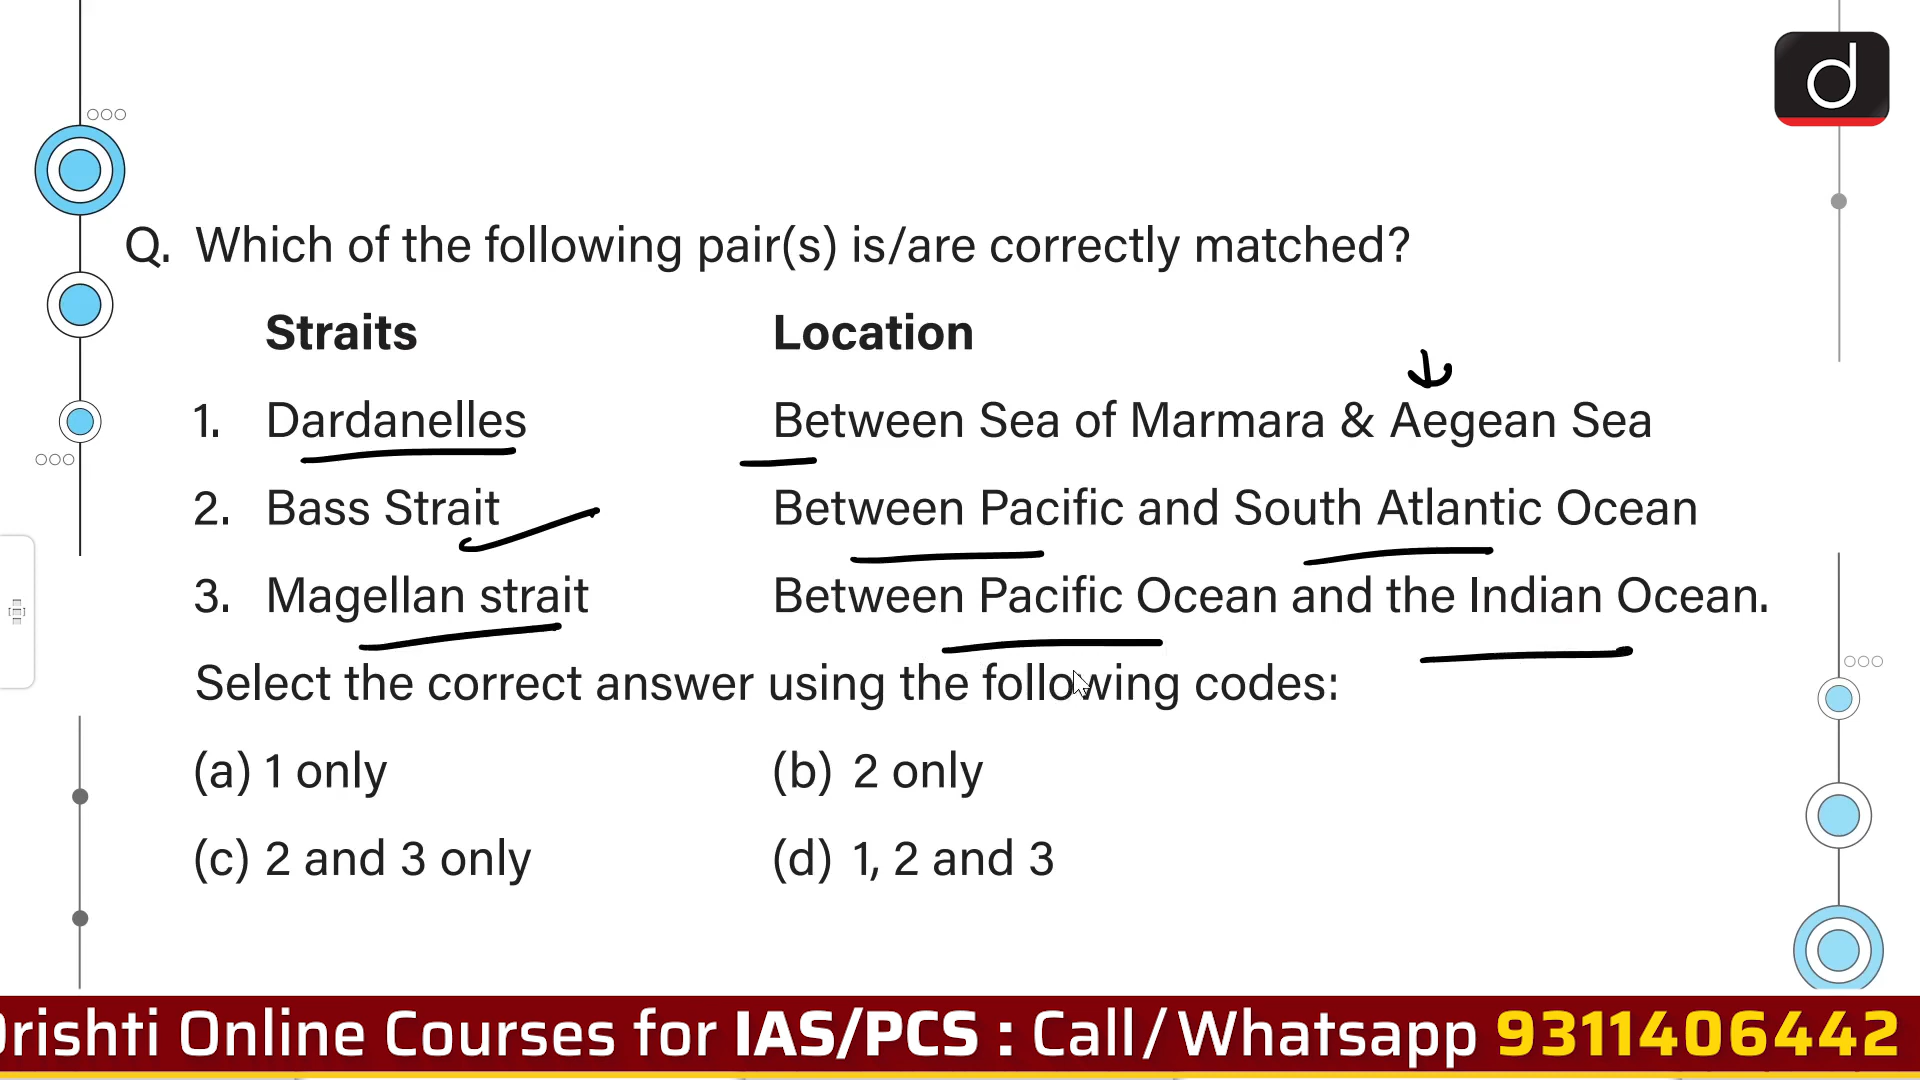 d
Q. Which of the following pair(s) is/are correctly matched?
Straits Location
1. Dardanelles Between Sea of Marmara & Aegean Sea
2. Bass Strait Between Pacific and South Atlantic Ocean
3. Magellan strait Between Pacific Ocean and the Indian Ocean.
Select the correct answer using the following codes:
(a) 1 only (b) 2 only
(c) 2 and 3 only (d) 1, 2 and 3
Drishti Online Courses for IAS/PCS : Call/Whatsapp 9311406442